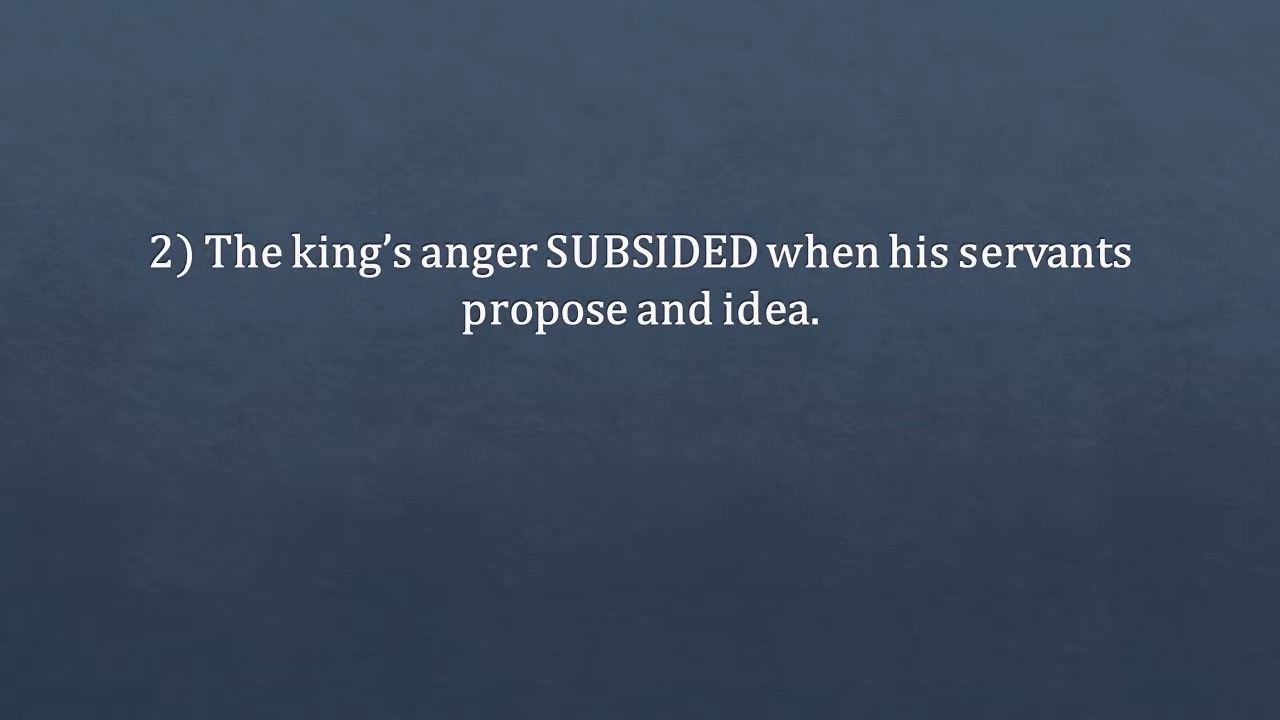 2) The king’s anger SUBSIDED when his servants
propose and idea.